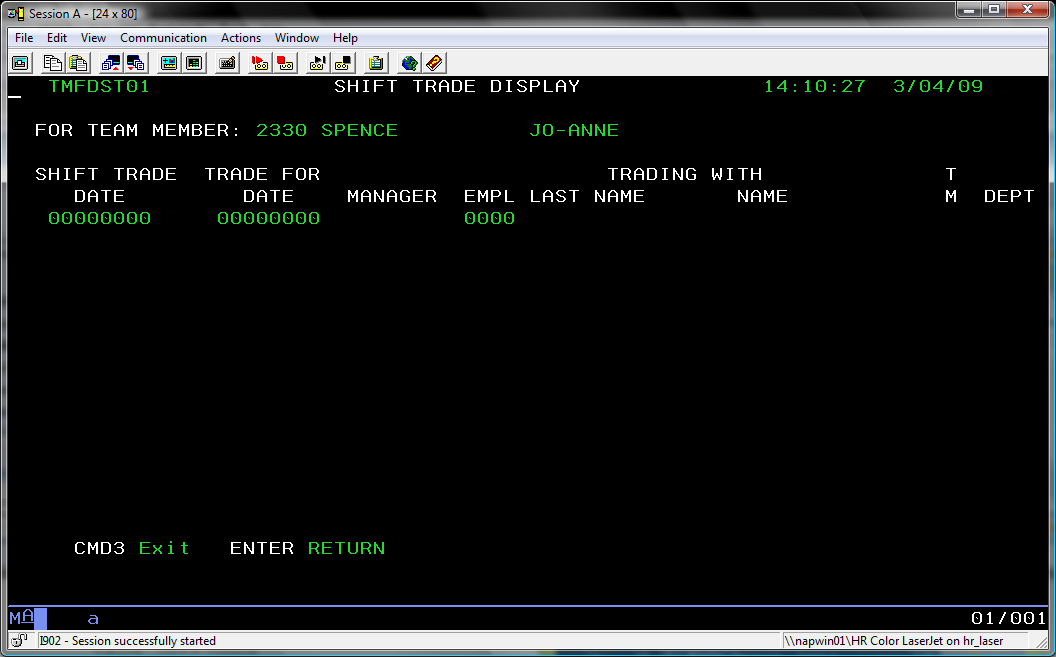 Session A - [24 x 80]
File Edit View Communication Actions Window Help
TMFDST01 SHIFT TRADE DISPLAY 14:10:27 3/04/09
FOR TEAM MEMBER: 2330 SPENCE JO-ANNE
SHIFT TRADE TRADE FOR TRADING WITH T
DATE DATE MANAGER EMPL LAST NAME NAME M DEPT
00000000 00000000 0000
CMD3 Exit ENTER RETURN
MA a 01/001
I902 - Session successfully started \\napwin01\HR Color LaserJet on hr_laser